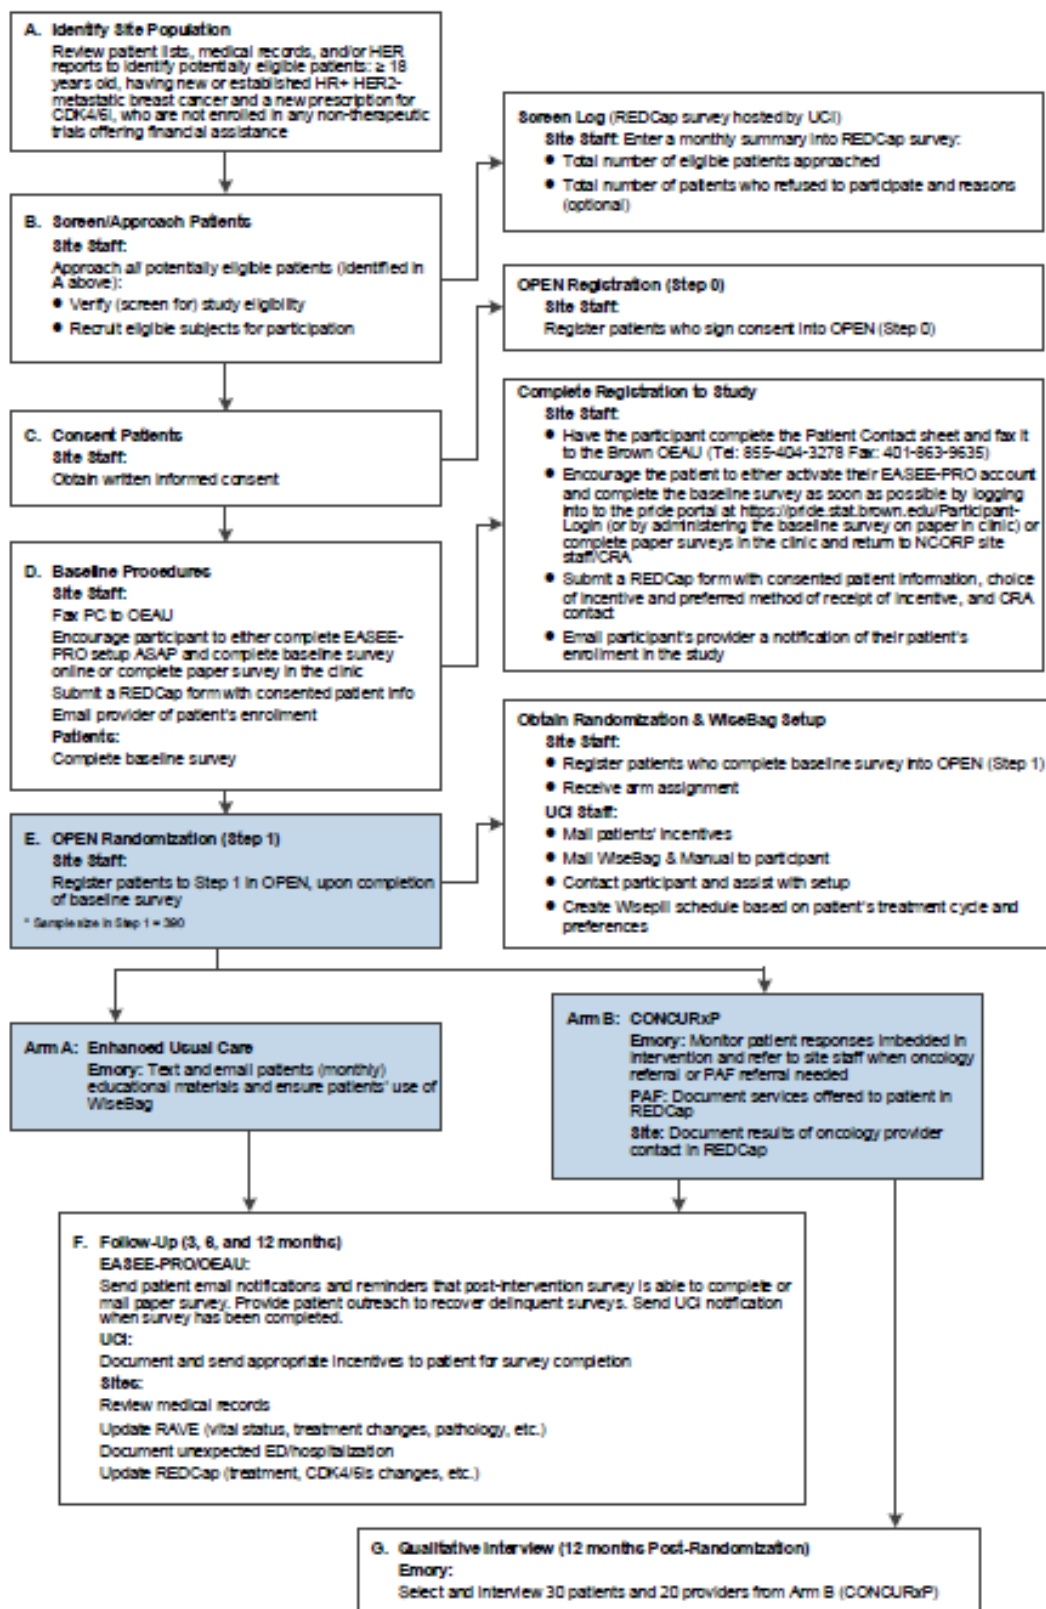 A. Identify Site Population
Review patient lists, medical records, and/or HER
reports to identify potentially eligible patients: ≥ 18
years old, having new or established HR+ HER2-
metastatic breast cancer and a new prescription for
CDK4/6i, who are not enrolled in any non-therapeutic
trials offering financial assistance
Screen Log (REDCap survey hosted by UCI)
Site Staff: Enter a monthly summary into REDCap survey:
● Total number of eligible patients approached
● Total number of patients who refused to participate and reasons
(optional)
B. Screen/Approach Patients
Site Staff:
Approach all potentially eligible patients (identified in
A above):
● Verify (screen for) study eligibility
● Recruit eligible subjects for participation
OPEN Registration (Step 0)
Site Staff:
Register patients who sign consent into OPEN (Step 0)
C. Consent Patients
Site Staff:
Obtain written informed consent
Complete Registration to Study
Site Staff:
● Have the participant complete the Patient Contact sheet and fax it
to the Brown OEAU (Tel: 855-404-3278 Fax: 401-863-9635)
● Encourage the patient to either activate their EASEE-PRO account
and complete the baseline survey as soon as possible by logging
into to the pride portal at https://pride.stat.brown.edu/Participant-
Login (or by administering the baseline survey on paper in clinic) or
complete paper surveys in the clinic and return to NCORP site
staff/CRA
● Submit a REDCap form with consented patient information, choice
of incentive and preferred method of receipt of incentive, and CRA
contact
● Email participant's provider a notification of their patient's
enrollment in the study
D. Baseline Procedures
Site Staff:
Fax PC to OEAU
Encourage participant to either complete EASEE-
PRO setup ASAP and complete baseline survey
online or complete paper survey in the clinic
Submit a REDCap form with consented patient info
Email provider of patient's enrollment
Patients:
Complete baseline survey
Obtain Randomization & WiseBag Setup
Site Staff:
● Register patients who complete baseline survey into OPEN (Step 1)
● Receive arm assignment
UCI Staff:
● Mail patients' incentives
● Mail WiseBag & Manual to participant
● Contact participant and assist with setup
● Create Wisepill schedule based on patient's treatment cycle and
preferences
E. OPEN Randomization (Step 1)
Site Staff:
Register patients to Step 1 in OPEN, upon completion
of baseline survey
* Sample size in Step 1 = 390
Arm A: Enhanced Usual Care
Emory: Text and email patients (monthly)
educational materials and ensure patients' use of
WiseBag
Arm B: CONCURxP
Emory: Monitor patient responses imbedded in
intervention and refer to site staff when oncology
referral or PAF referral needed
PAF: Document services offered to patient in
REDCap
Site: Document results of oncology provider
contact in REDCap
F. Follow-Up (3, 6, and 12 months)
EASEE-PRO/OEAU:
Send patient email notifications and reminders that post-intervention survey is able to complete or
mail paper survey. Provide patient outreach to recover delinquent surveys. Send UCI notification
when survey has been completed.
UCI:
Document and send appropriate incentives to patient for survey completion
Sites:
Review medical records
Update RAVE (vital status, treatment changes, pathology, etc.)
Document unexpected ED/hospitalization
Update REDCap (treatment, CDK4/6is changes, etc.)
G. Qualitative Interview (12 months Post-Randomization)
Emory:
Select and interview 30 patients and 20 providers from Arm B (CONCURxP)